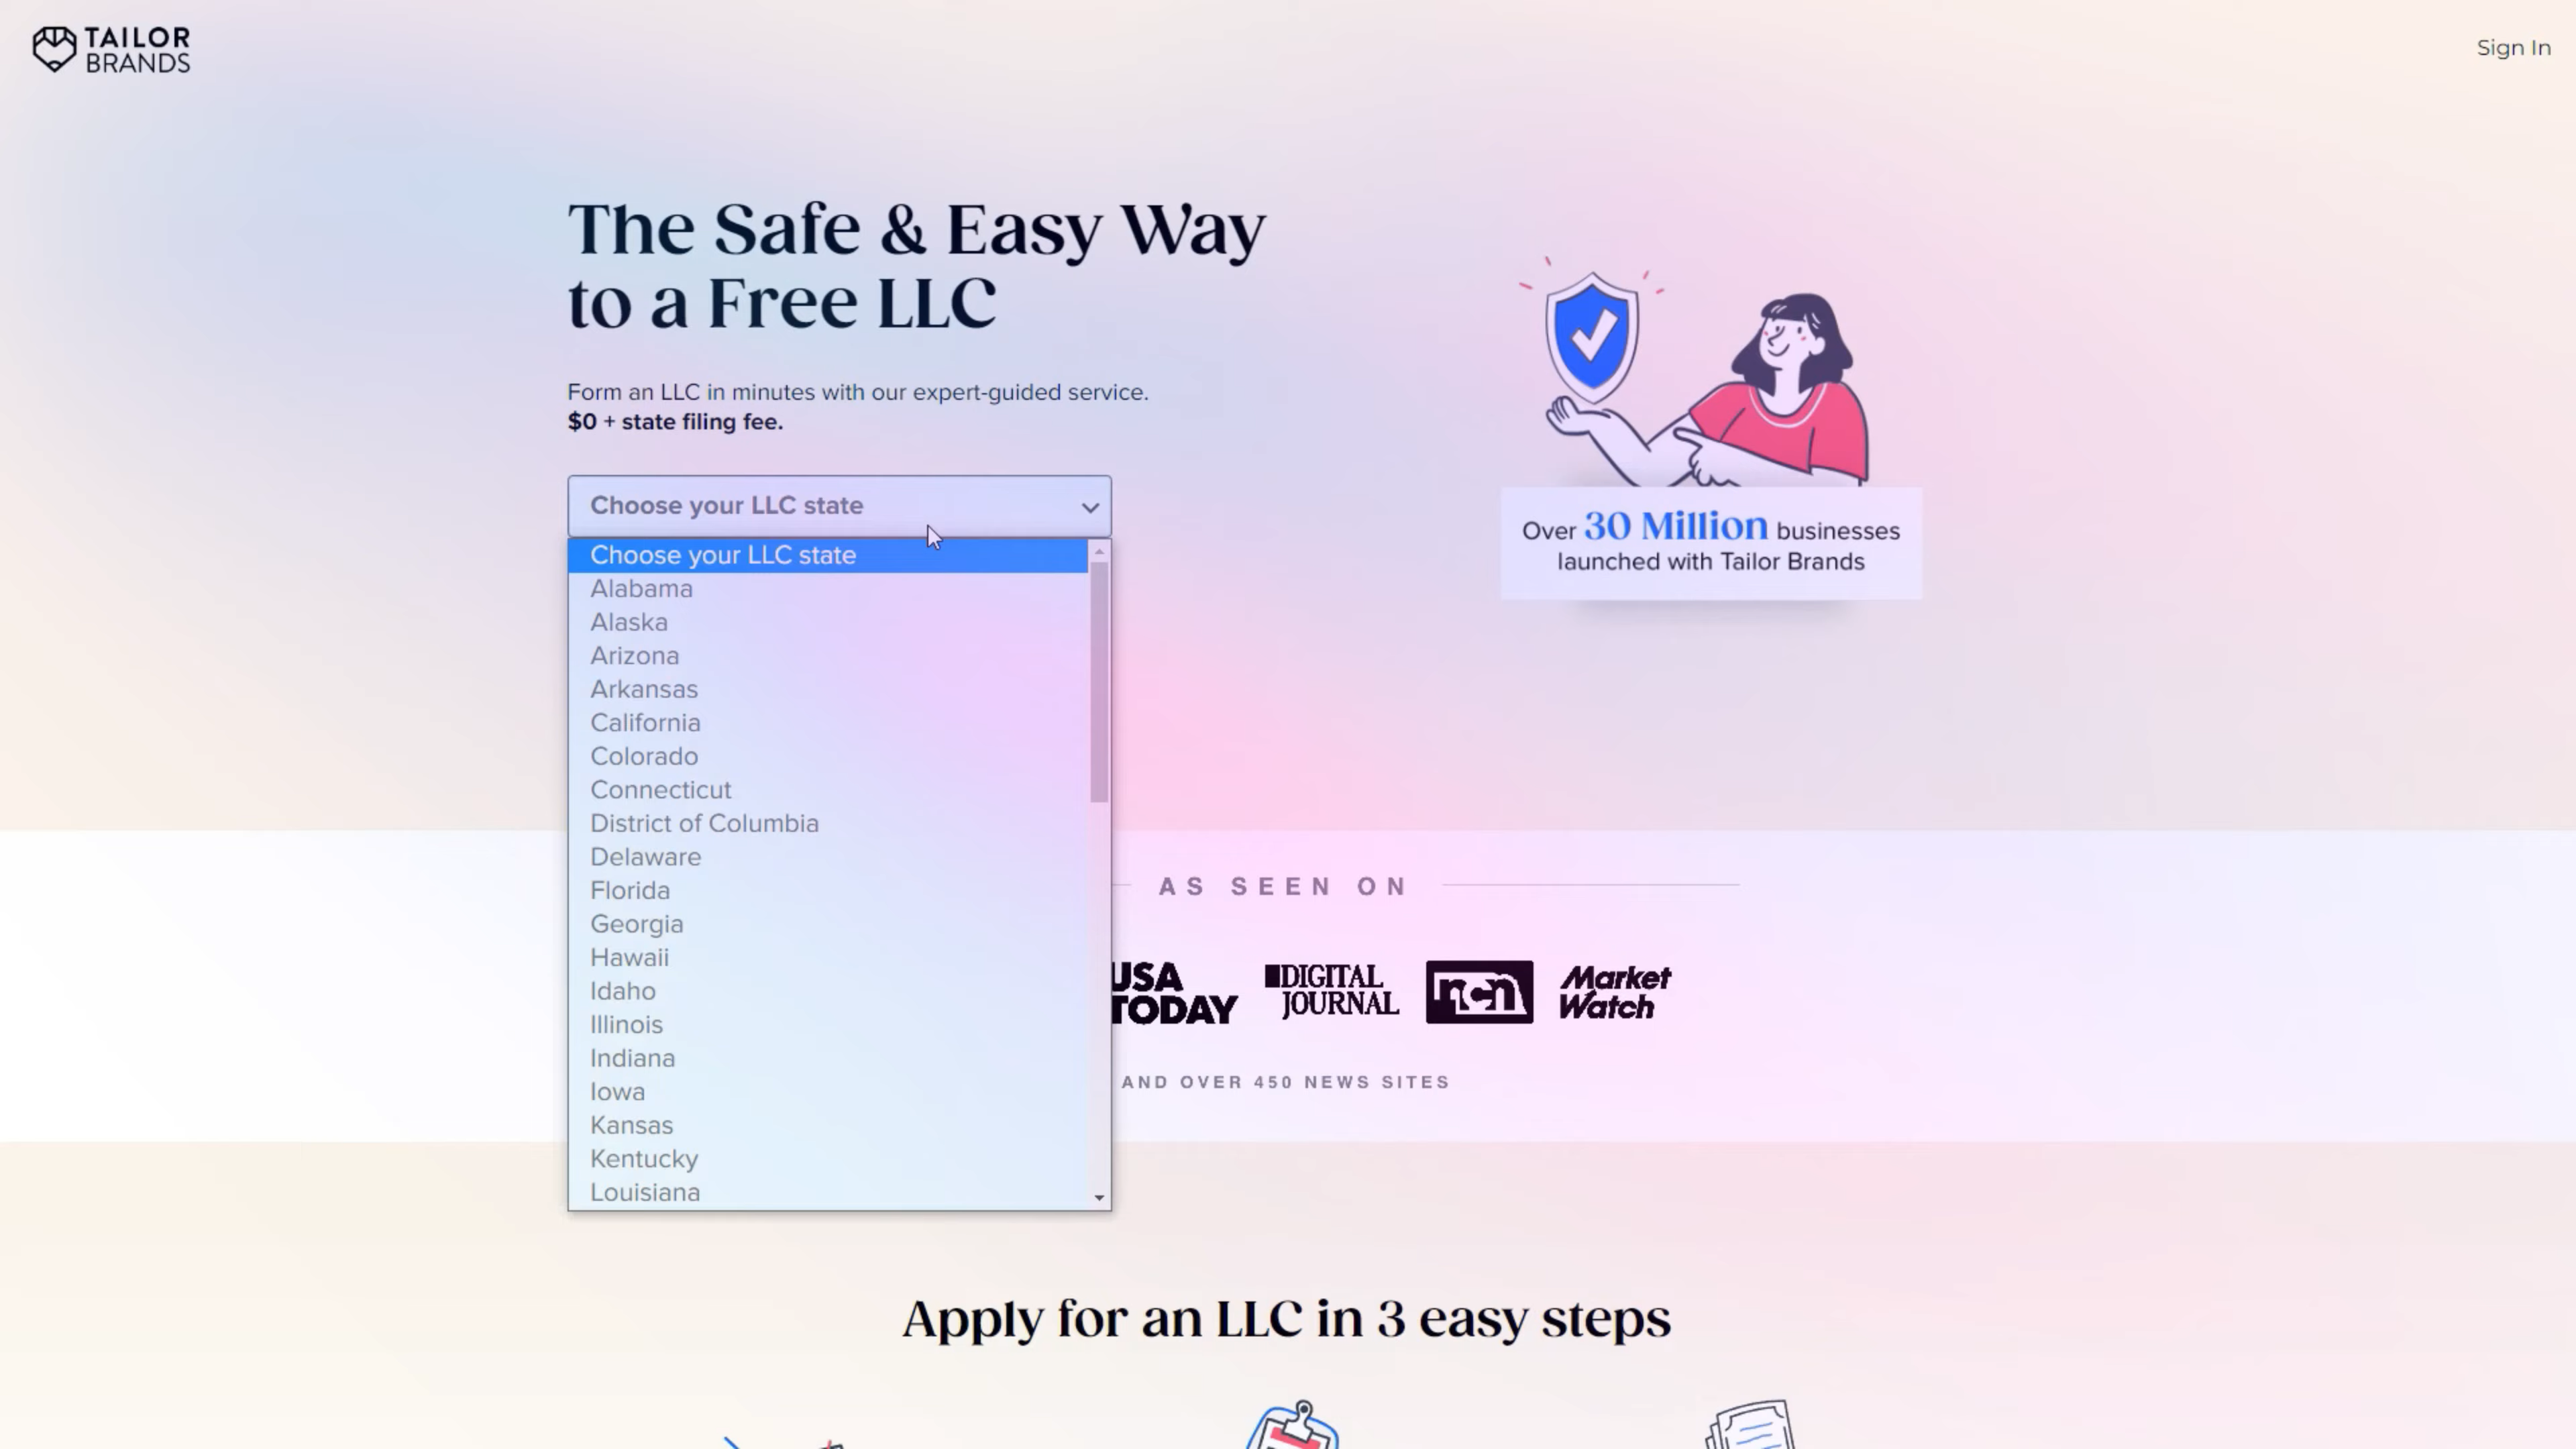 TAILOR
BRANDS
Sign In
The Safe & Easy Way
to a Free LLC
Form an LLC in minutes with our expert-guided service.
$0 + state filing fee.
Choose your LLC state
Choose your LLC state
Alabama
Alaska
Arizona
Arkansas
California
Colorado
Connecticut
District of Columbia
Delaware
Florida
Georgia
Hawaii
Idaho
Illinois
Indiana
Iowa
Kansas
Kentucky
Louisiana
Over 30 Million businesses
launched with Tailor Brands
AS SEEN ON
USA
TODAY
DIGITAL
JOURNAL
rcn
Market
Watch
AND OVER 450 NEWS SITES
Apply for an LLC in 3 easy steps